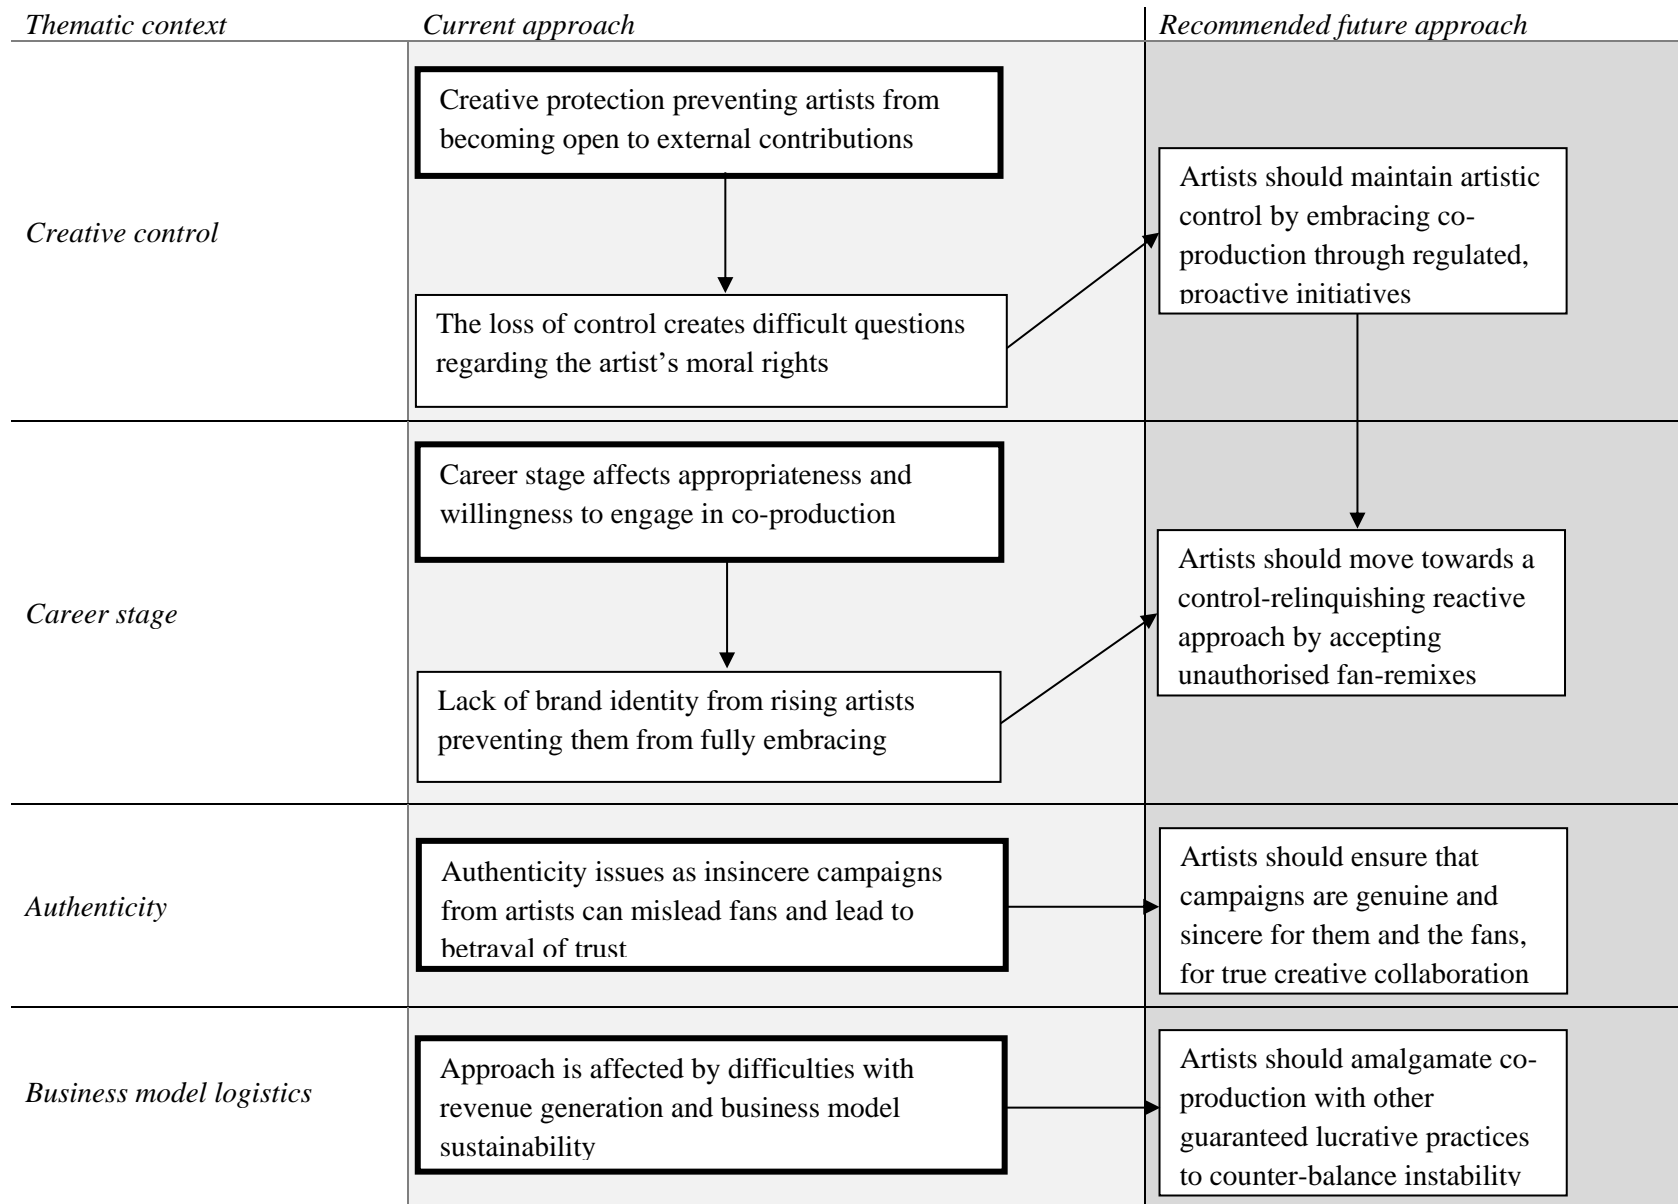 Thematic context
Current approach
Recommended future approach
Creative control
Creative protection preventing artists from
becoming open to external contributions
The loss of control creates difficult questions
regarding the artist’s moral rights
Artists should maintain artistic
control by embracing co-
production through regulated,
proactive initiatives
Career stage
Career stage affects appropriateness and
willingness to engage in co-production
Lack of brand identity from rising artists
preventing them from fully embracing
Artists should move towards a
control-relinquishing reactive
approach by accepting
unauthorised fan-remixes
Authenticity
Authenticity issues as insincere campaigns
from artists can mislead fans and lead to
betrayal of trust
Artists should ensure that
campaigns are genuine and
sincere for them and the fans,
for true creative collaboration
Business model logistics
Approach is affected by difficulties with
revenue generation and business model
sustainability
Artists should amalgamate co-
production with other
guaranteed lucrative practices
to counter-balance instability